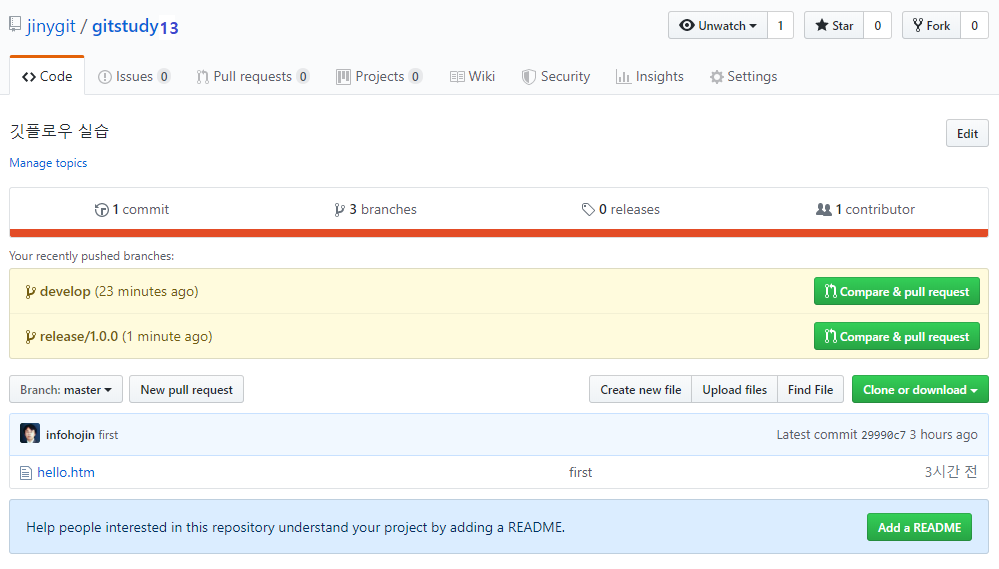 jinygit / gitstudy13
Unwatch 1 Star 0 Fork 0
Code Issues 0 Pull requests 0 Projects 0 Wiki Security Insights Settings
깃플로우 실습
Edit
Manage topics
1 commit 3 branches 0 releases 1 contributor
Your recently pushed branches:
develop (23 minutes ago) Compare & pull request
release/1.0.0 (1 minute ago) Compare & pull request
Branch: master New pull request Create new file Upload files Find File Clone or download
infohojin first Latest commit 29990c7 3 hours ago
hello.htm first 3시간 전
Help people interested in this repository understand your project by adding a README. Add a README